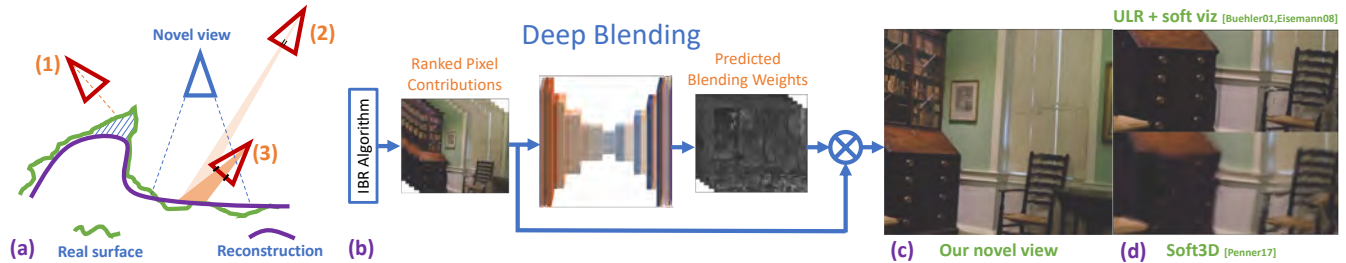 Novel view
(1)
(2)
(3)
(a)
Real surface
Reconstruction
Deep Blending
IBR Algorithm
Ranked Pixel
Contributions
Predicted
Blending Weights
(b)
(c)
Our novel view
ULR + soft viz [Buehler01,Eisemann08]
(d)
Soft3D [Penner17]